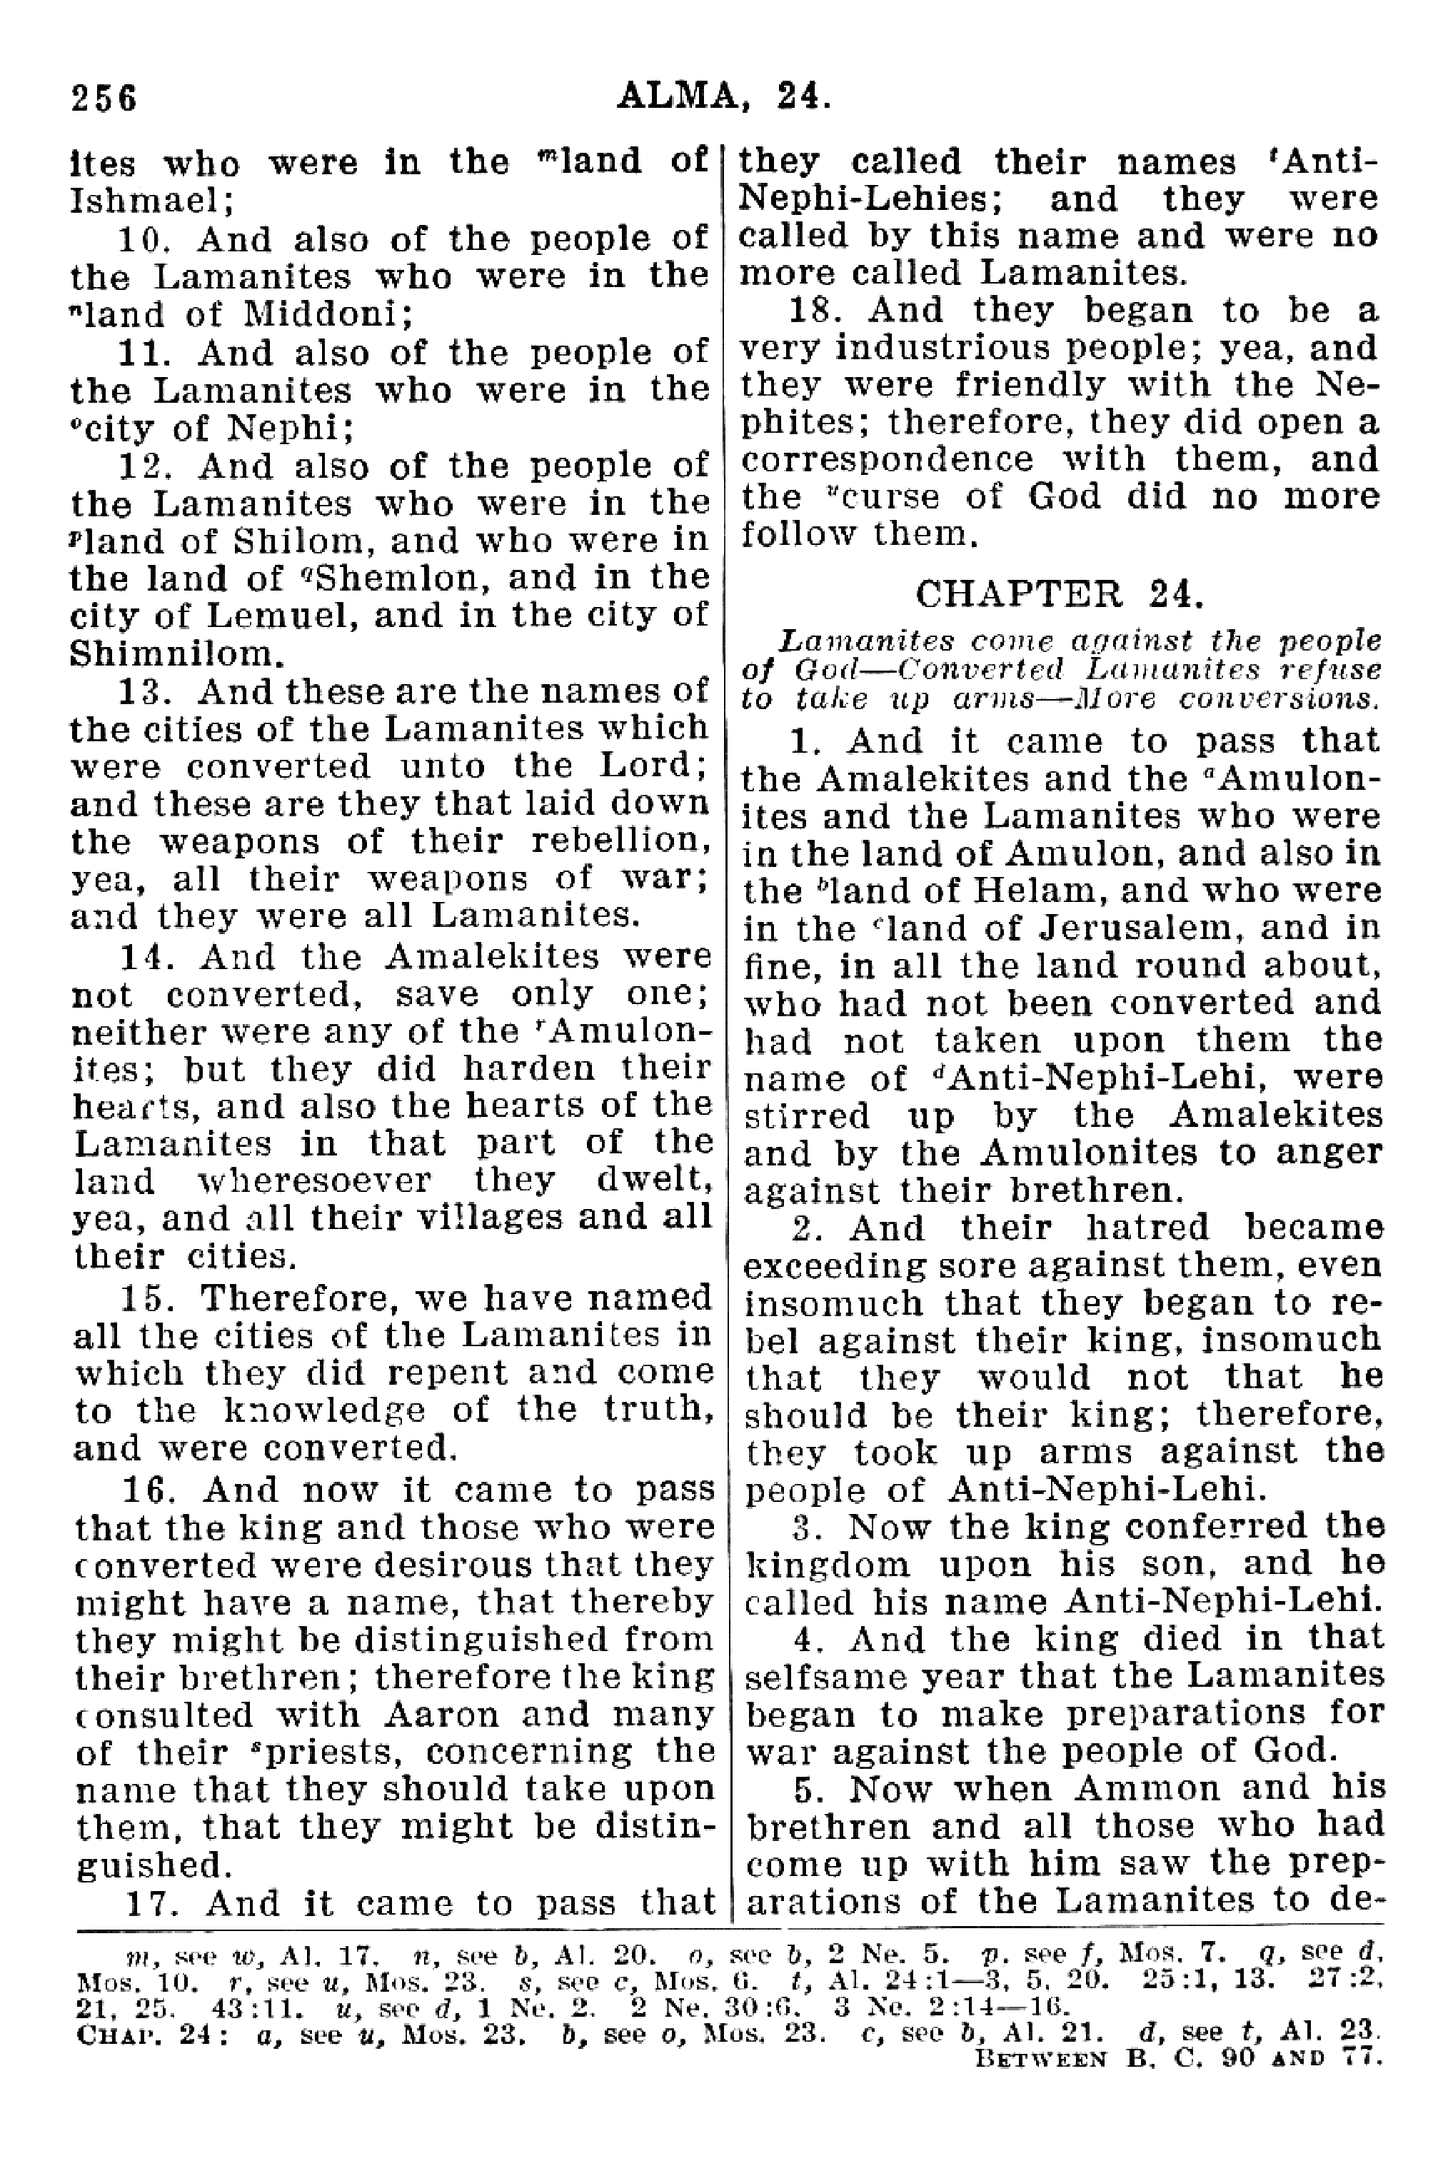 256
ALMA, 24.
ites who were in the ᵐland of
Ishmael;
10. And also of the people of
the Lamanites who were in the
ⁿland of Middoni;
11. And also of the people of
the Lamanites who were in the
ᵒcity of Nephi;
12. And also of the people of
the Lamanites who were in the
ᵖland of Shilom, and who were in
the land of qShemlon, and in the
city of Lemuel, and in the city of
Shimnilom.
13. And these are the names of
the cities of the Lamanites which
were converted unto the Lord;
and these are they that laid down
the weapons of their rebellion,
yea, all their weapons of war;
and they were all Lamanites.
14. And the Amalekites were
not converted, save only one;
neither were any of the ʳAmulon-
ites; but they did harden their
hearts, and also the hearts of the
Lamanites in that part of the
land wheresoever they dwelt,
yea, and all their villages and all
their cities.
15. Therefore, we have named
all the cities of the Lamanites in
which they did repent and come
to the knowledge of the truth,
and were converted.
16. And now it came to pass
that the king and those who were
converted were desirous that they
might have a name, that thereby
they might be distinguished from
their brethren; therefore the king
consulted with Aaron and many
of their ˢpriests, concerning the
name that they should take upon
them, that they might be distin-
guished.
17. And it came to pass that
they called their names ᵗAnti-
Nephi-Lehies; and they were
called by this name and were no
more called Lamanites.
18. And they began to be a
very industrious people; yea, and
they were friendly with the Ne-
phites; therefore, they did open a
correspondence with them, and
the ᵘcurse of God did no more
follow them.
CHAPTER 24.
Lamanites come against the people
of God—Converted Lamanites refuse
to take up arms—More conversions.
1. And it came to pass that
the Amalekites and the ᵃAmulon-
ites and the Lamanites who were
in the land of Amulon, and also in
the ᵇland of Helam, and who were
in the ᶜland of Jerusalem, and in
fine, in all the land round about,
who had not been converted and
had not taken upon them the
name of ᵈAnti-Nephi-Lehi, were
stirred up by the Amalekites
and by the Amulonites to anger
against their brethren.
2. And their hatred became
exceeding sore against them, even
insomuch that they began to re-
bel against their king, insomuch
that they would not that he
should be their king; therefore,
they took up arms against the
people of Anti-Nephi-Lehi.
3. Now the king conferred the
kingdom upon his son, and he
called his name Anti-Nephi-Lehi.
4. And the king died in that
selfsame year that the Lamanites
began to make preparations for
war against the people of God.
5. Now when Ammon and his
brethren and all those who had
come up with him saw the prep-
arations of the Lamanites to de-
m, see w, Al. 17. n, see b, Al. 20. o, see b, 2 Ne. 5. p. see f, Mos. 7. q, see d,
Mos. 10. r, see u, Mos. 23. s, see c, Mos. 6. t, Al. 24:1—3, 5, 20. 25:1, 13. 27:2,
21, 25. 43:11. u, see d, 1 Ne. 2. 2 Ne. 30:6. 3 Ne. 2:14—16.
CHAP. 24: a, see u, Mos. 23. b, see o, Mos. 23. c, see b, Al. 21. d, see t, Al. 23.
BETWEEN B. C. 90 AND 77.